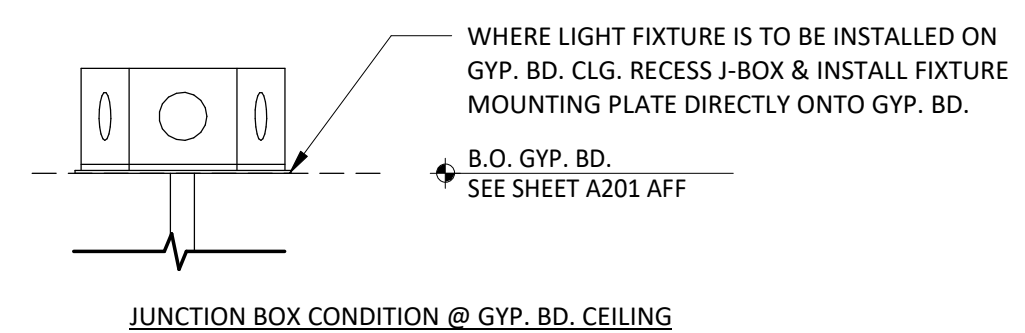 WHERE LIGHT FIXTURE IS TO BE INSTALLED ON
GYP. BD. CLG. RECESS J-BOX & INSTALL FIXTURE
MOUNTING PLATE DIRECTLY ONTO GYP. BD.
B.O. GYP. BD.
SEE SHEET A201 AFF
JUNCTION BOX CONDITION @ GYP. BD. CEILING